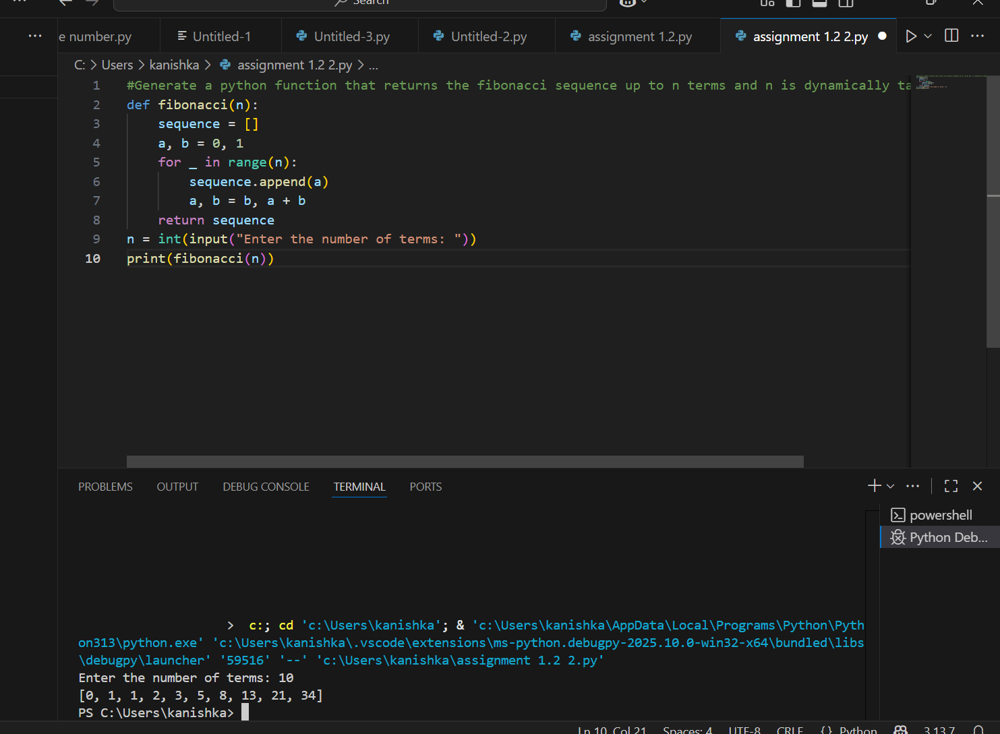 Search
e number.py
Untitled-1
Untitled-3.py
Untitled-2.py
assignment 1.2.py
assignment 1.2 2.py
C: > Users > kanishka > assignment 1.2 2.py > ...
1 #Generate a python function that returns the fibonacci sequence up to n terms and n is dynamically ta
2 def fibonacci(n):
3     sequence = []
4     a, b = 0, 1
5     for _ in range(n):
6         sequence.append(a)
7         a, b = b, a + b
8     return sequence
9 n = int(input("Enter the number of terms: "))
10 print(fibonacci(n))
PROBLEMS OUTPUT DEBUG CONSOLE TERMINAL PORTS
powershell
Python Deb...
> c:; cd 'c:\Users\kanishka'; & 'c:\Users\kanishka\AppData\Local\Programs\Python\Pyth
on313\python.exe' 'c:\Users\kanishka\.vscode\extensions\ms-python.debugpy-2025.10.0-win32-x64\bundled\libs
\debugpy\launcher' '59516' '--' 'c:\Users\kanishka\assignment 1.2 2.py'
Enter the number of terms: 10
[0, 1, 1, 2, 3, 5, 8, 13, 21, 34]
PS C:\Users\kanishka>
Ln 10, Col 21 Spaces: 4 UTF-8 CRLF {} Python 3.13.7